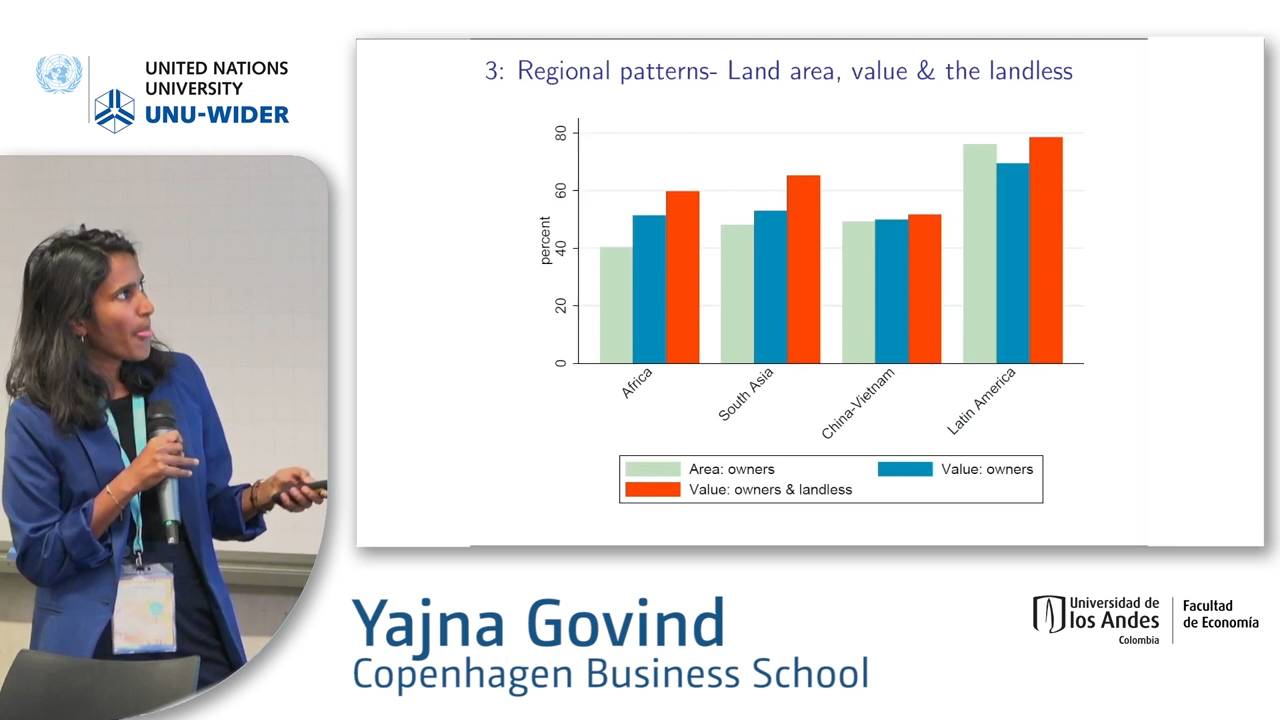 UNITED NATIONS
UNIVERSITY
UNU-WIDER
3: Regional patterns- Land area, value & the landless
percent
80
60
40
20
0
Africa
South Asia
China-Vietnam
Latin America
Area: owners
Value: owners
Value: owners & landless
Yajna Govind
Copenhagen Business School
Universidad de
los Andes
Colombia
Facultad
de Economía